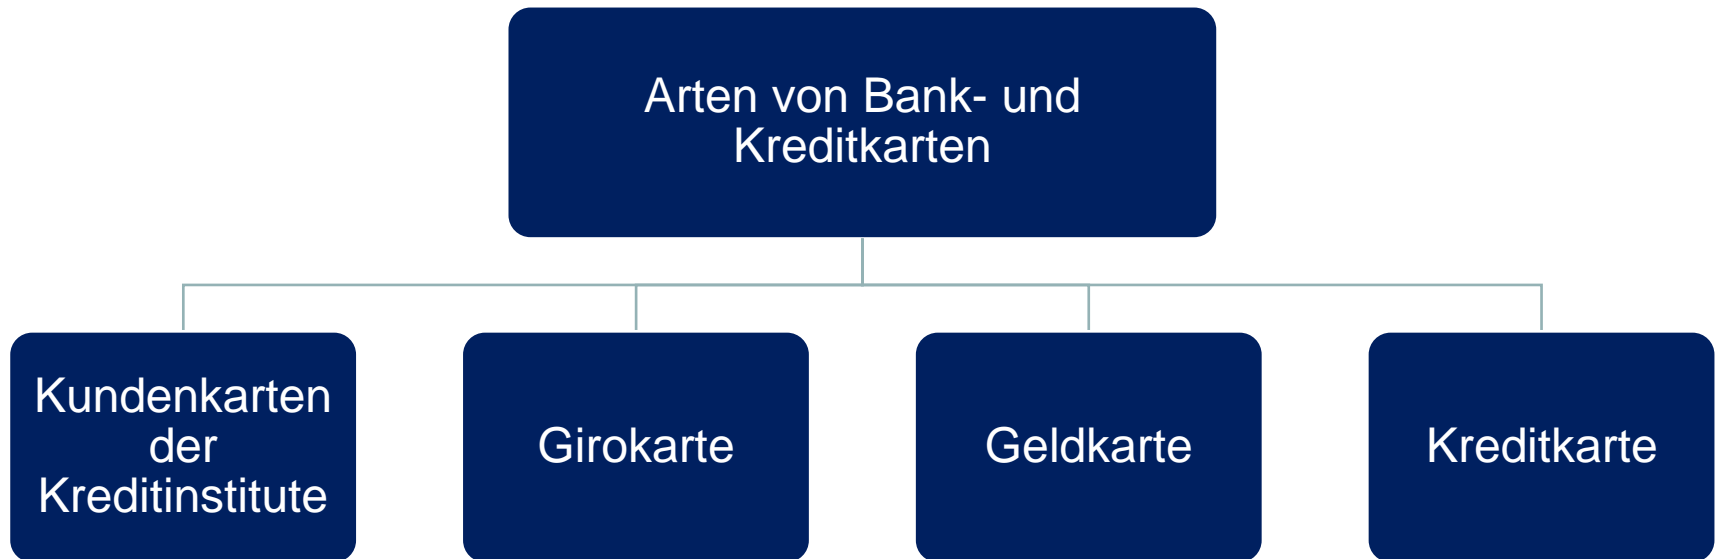 Arten von Bank- und
Kreditkarten
Kundenkarten
der
Kreditinstitute
Girokarte
Geldkarte
Kreditkarte